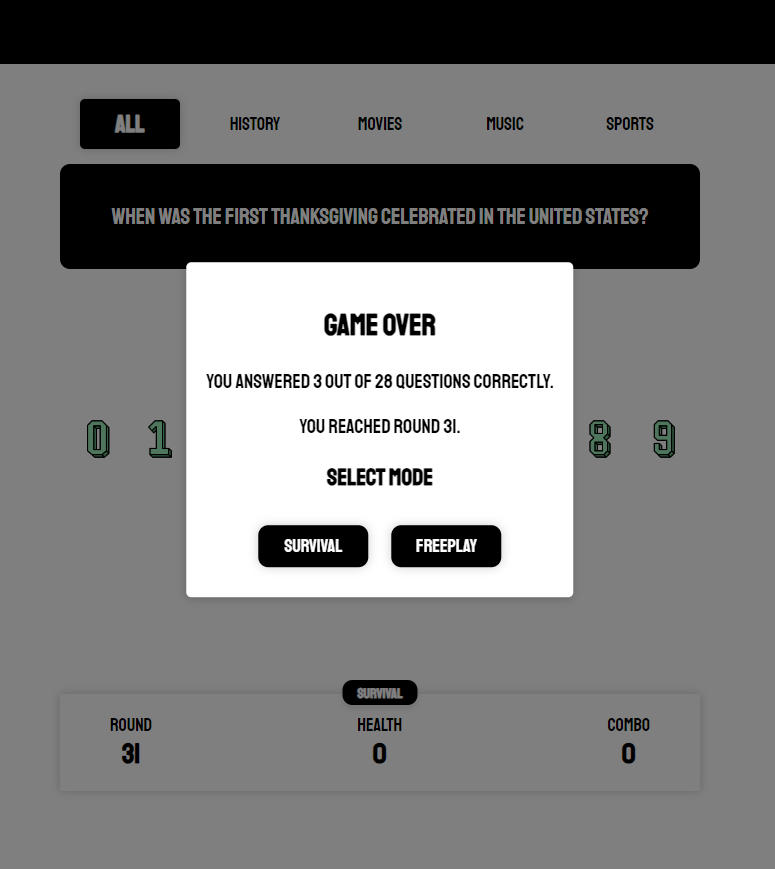 ALL HISTORY MOVIES MUSIC SPORTS
WHEN WAS THE FIRST THANKSGIVING CELEBRATED IN THE UNITED STATES?
GAME OVER
YOU ANSWERED 3 OUT OF 28 QUESTIONS CORRECTLY.
YOU REACHED ROUND 31.
0 1 8 9
SELECT MODE
SURVIVAL FREEPLAY
SURVIVAL
ROUND HEALTH COMBO
31 0 0